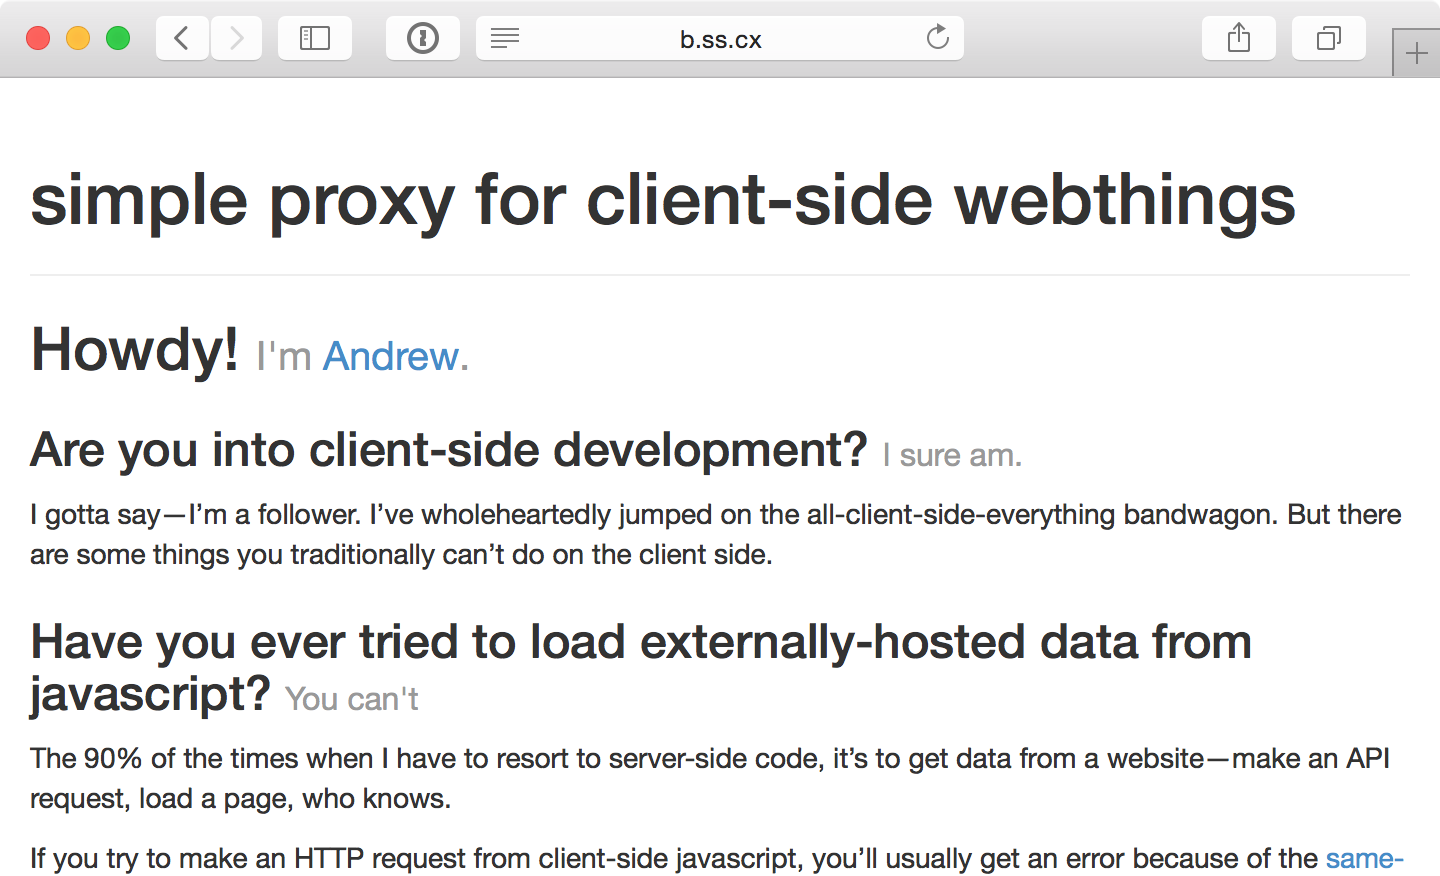 b.ss.cx
simple proxy for client-side webthings
Howdy! I'm Andrew.
Are you into client-side development? I sure am.
I gotta say—I’m a follower. I’ve wholeheartedly jumped on the all-client-side-everything bandwagon. But there
are some things you traditionally can’t do on the client side.
Have you ever tried to load externally-hosted data from
javascript? You can't
The 90% of the times when I have to resort to server-side code, it’s to get data from a website—make an API
request, load a page, who knows.
If you try to make an HTTP request from client-side javascript, you’ll usually get an error because of the same-